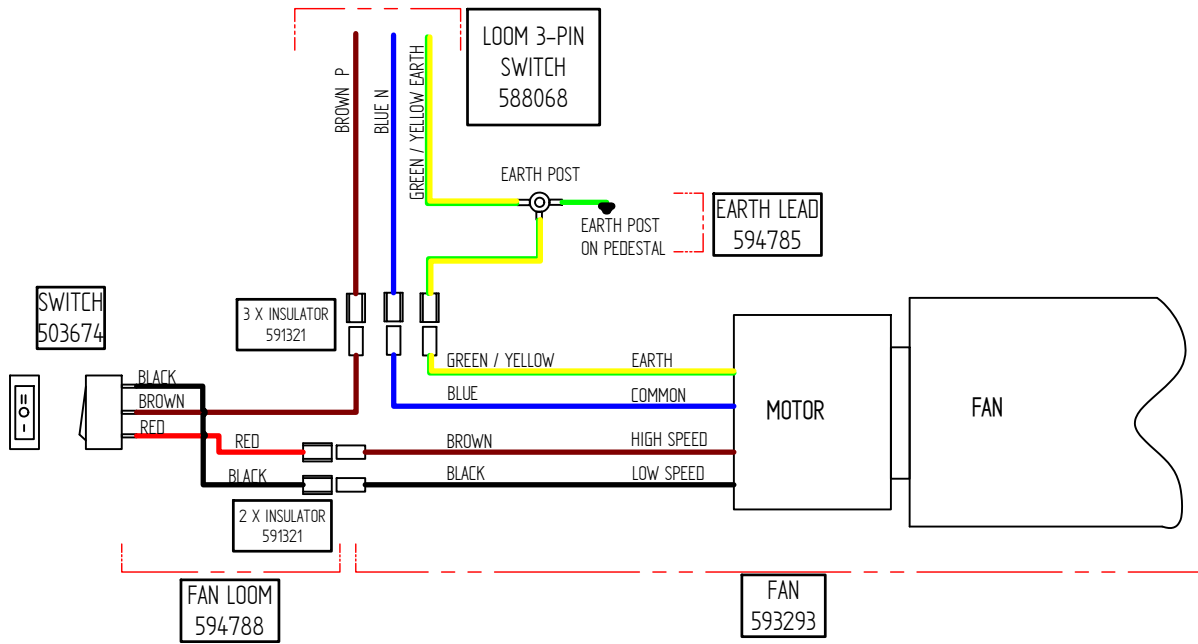 LOOM 3-PIN
SWITCH
588068
BROWN P
BLUE N
GREEN / YELLOW EARTH
EARTH POST
EARTH POST
ON PEDESTAL
EARTH LEAD
594785
SWITCH
503674
3 X INSULATOR
591321
GREEN / YELLOW EARTH
BLUE COMMON
BLACK
BROWN
RED
MOTOR
FAN
RED
BROWN HIGH SPEED
BLACK
BLACK LOW SPEED
2 X INSULATOR
591321
FAN LOOM
594788
FAN
593293